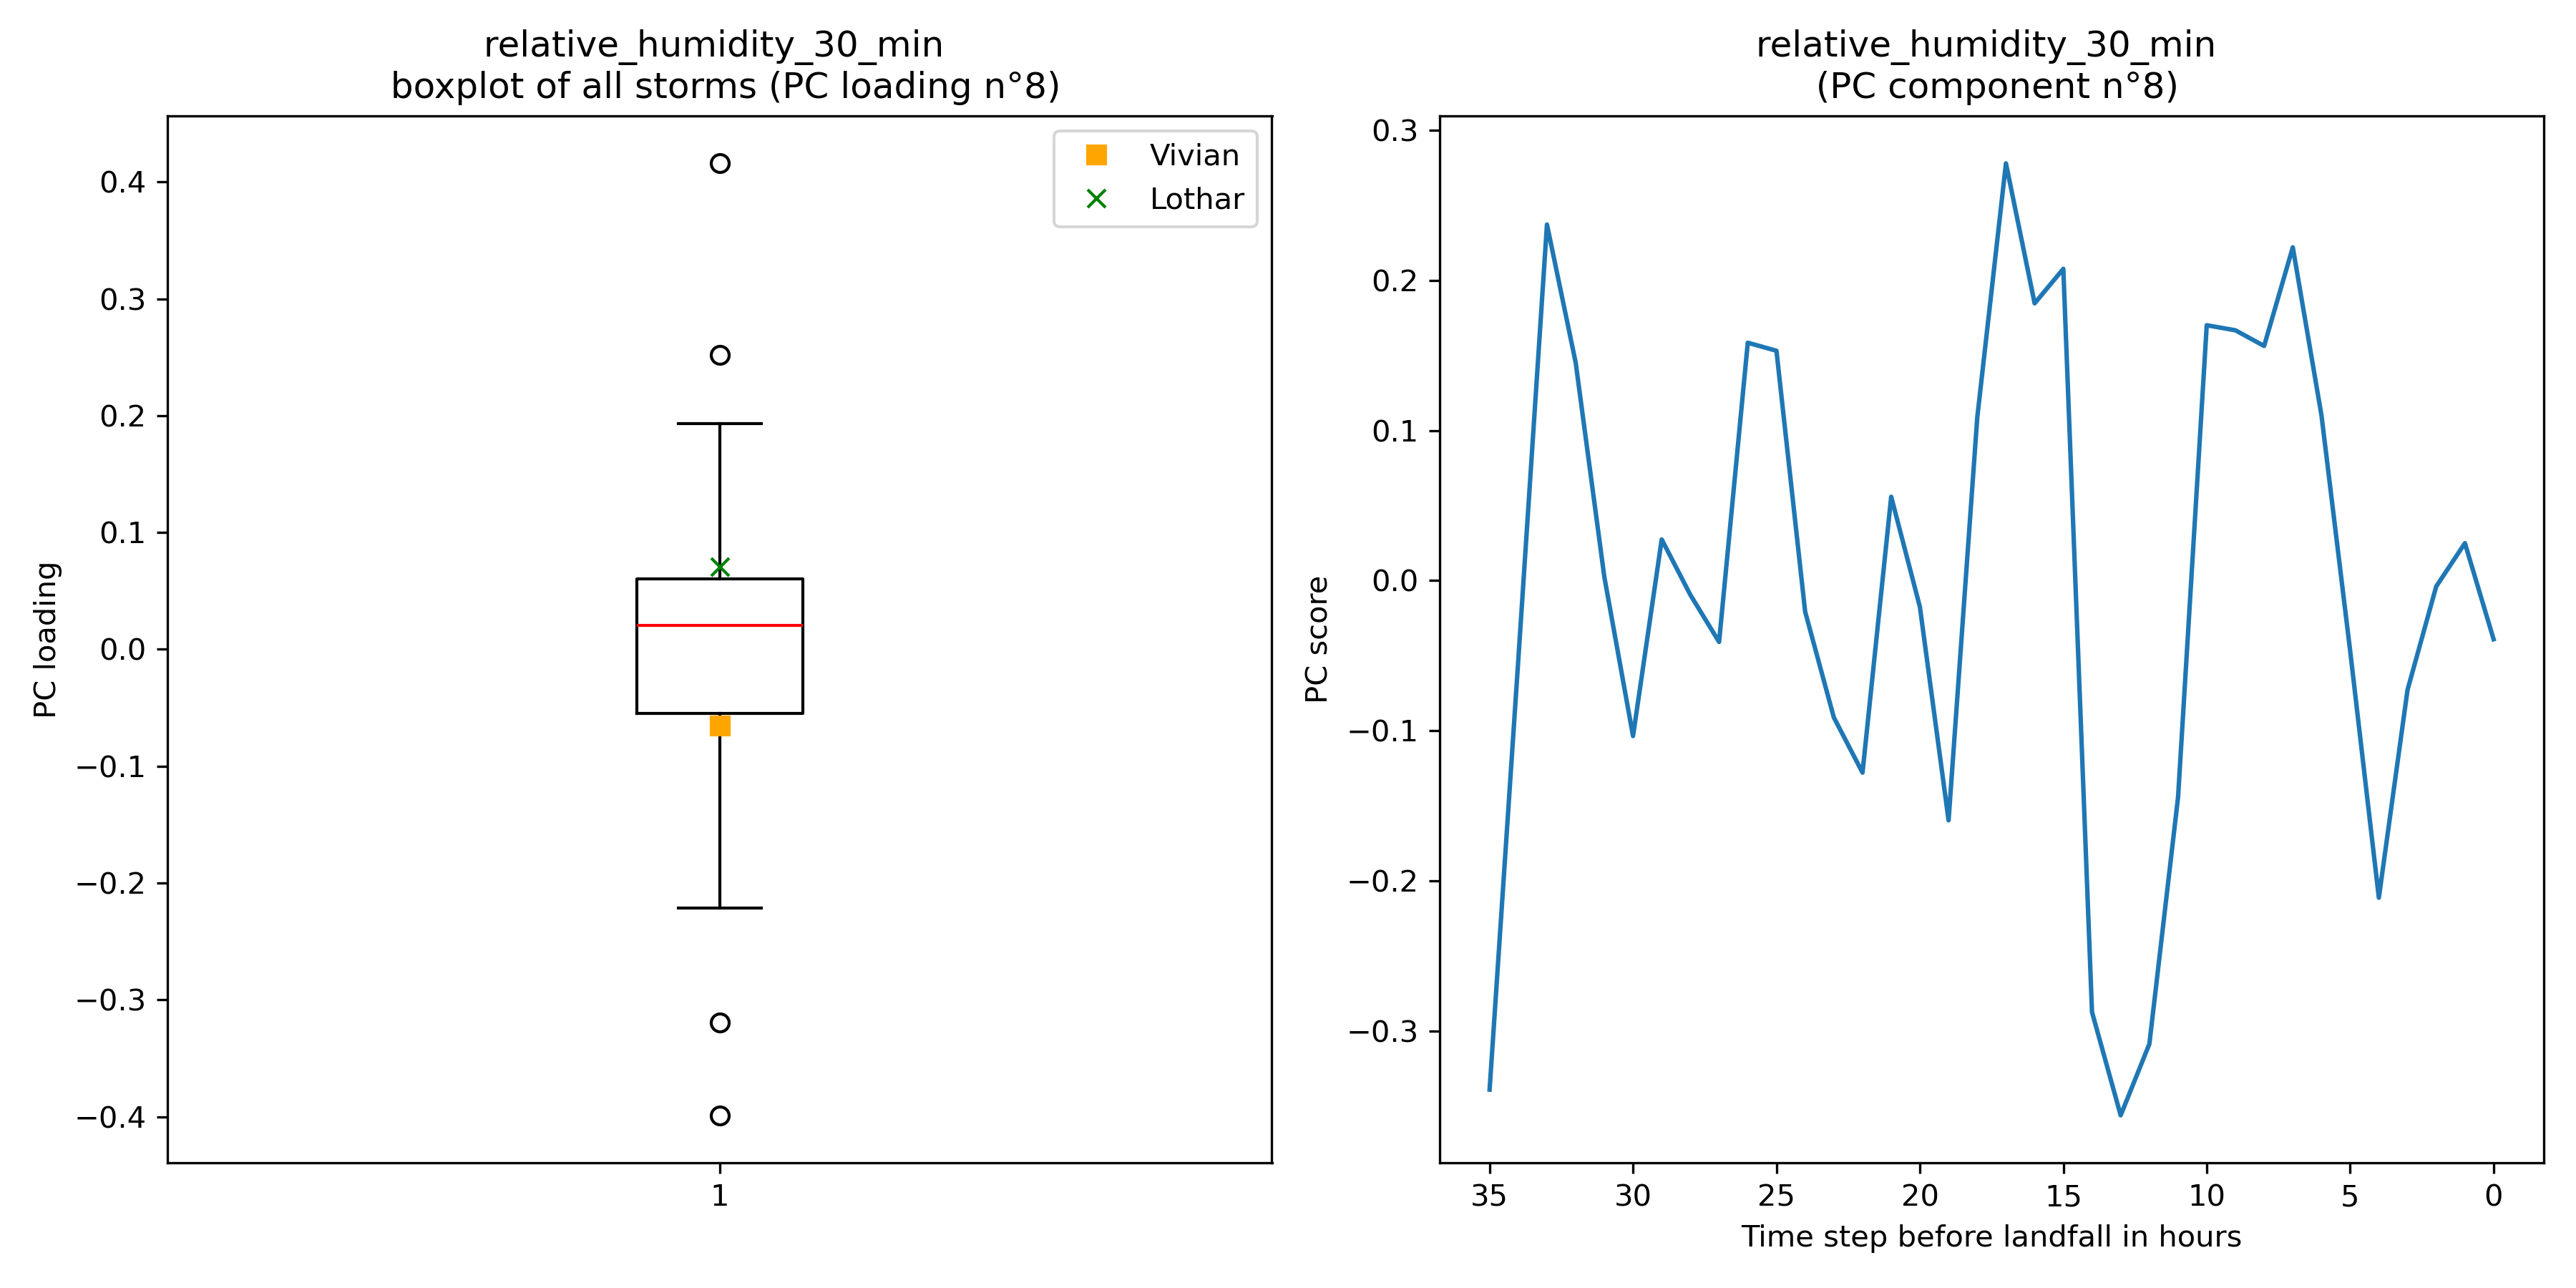 relative_humidity_30_min
boxplot of all storms (PC loading n°8)
Vivian
Lothar
0.4
0.3
0.2
0.1
0.0
−0.1
−0.2
−0.3
−0.4
PC loading
1
relative_humidity_30_min
(PC component n°8)
0.3
0.2
0.1
0.0
−0.1
−0.2
−0.3
PC score
35 30 25 20 15 10 5 0
Time step before landfall in hours